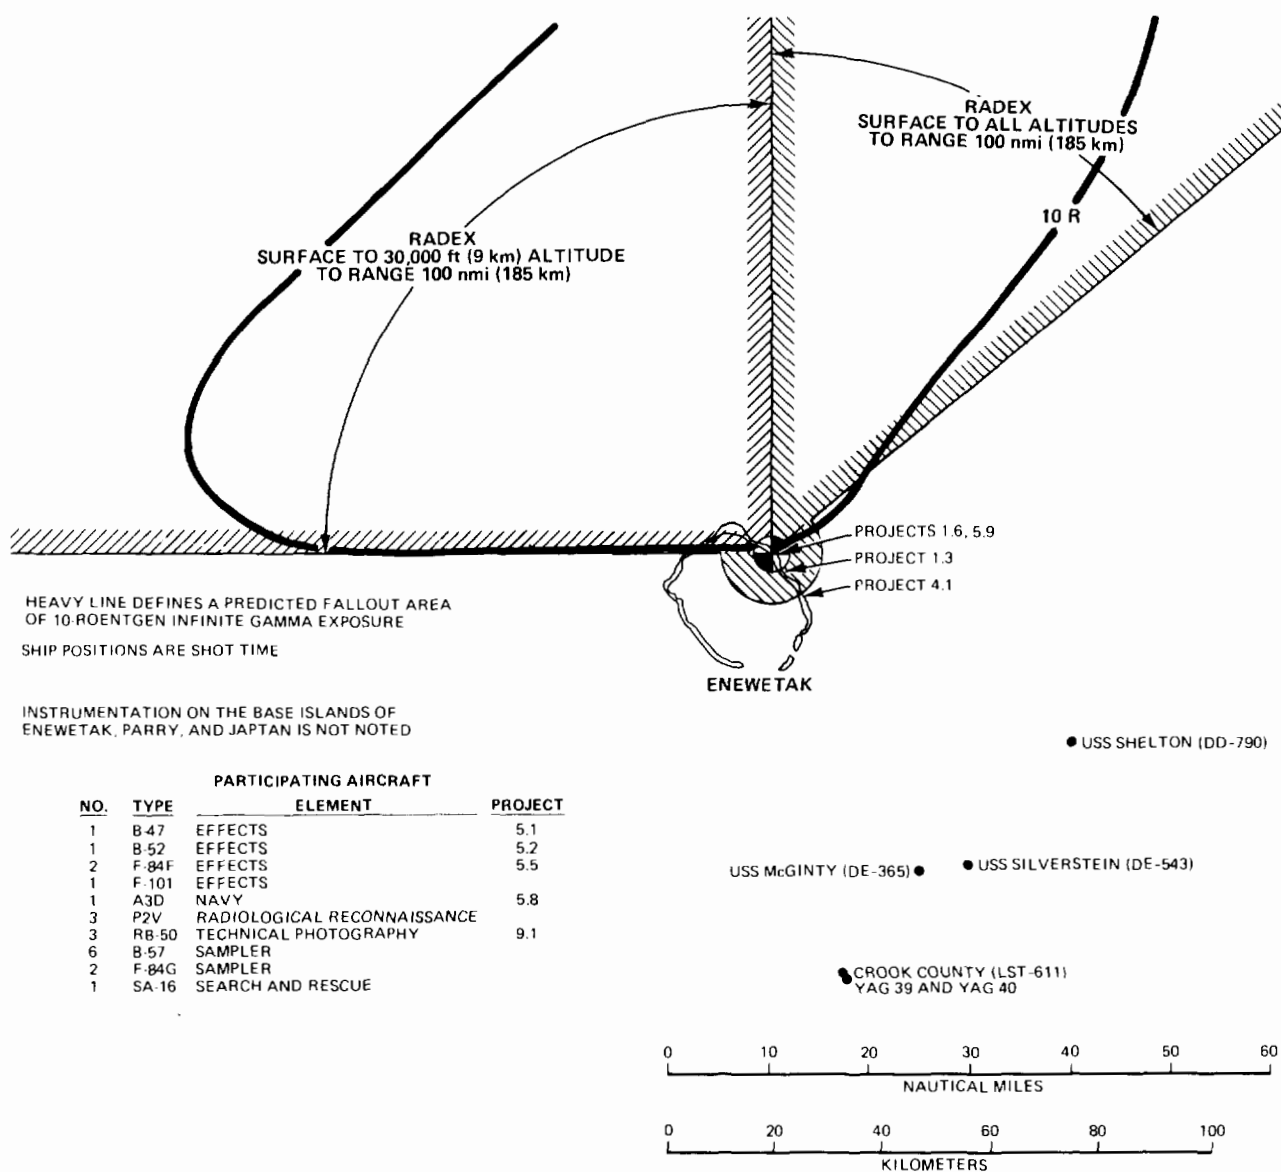 RADEX
SURFACE TO ALL ALTITUDES
TO RANGE 100 nmi (185 km)
10 R
RADEX
SURFACE TO 30,000 ft (9 km) ALTITUDE
TO RANGE 100 nmi (185 km)
PROJECTS 1.6, 5.9
PROJECT 1.3
PROJECT 4.1
HEAVY LINE DEFINES A PREDICTED FALLOUT AREA
OF 10-ROENTGEN INFINITE GAMMA EXPOSURE
SHIP POSITIONS ARE SHOT TIME
ENEWETAK
INSTRUMENTATION ON THE BASE ISLANDS OF
ENEWETAK, PARRY, AND JAPTAN IS NOT NOTED
USS SHELTON (DD-790)
PARTICIPATING AIRCRAFT
NO. TYPE ELEMENT PROJECT
1 B-47 EFFECTS 5.1
1 B-52 EFFECTS 5.2
2 F-84F EFFECTS 5.5
1 F-101 EFFECTS
1 A3D NAVY 5.8
3 P2V RADIOLOGICAL RECONNAISSANCE
3 RB-50 TECHNICAL PHOTOGRAPHY 9.1
6 B-57 SAMPLER
2 F-84G SAMPLER
1 SA-16 SEARCH AND RESCUE
USS McGINTY (DE-365)
USS SILVERSTEIN (DE-543)
CROOK COUNTY (LST-611)
YAG 39 AND YAG 40
0 10 20 30 40 50 60
NAUTICAL MILES
0 20 40 60 80 100
KILOMETERS